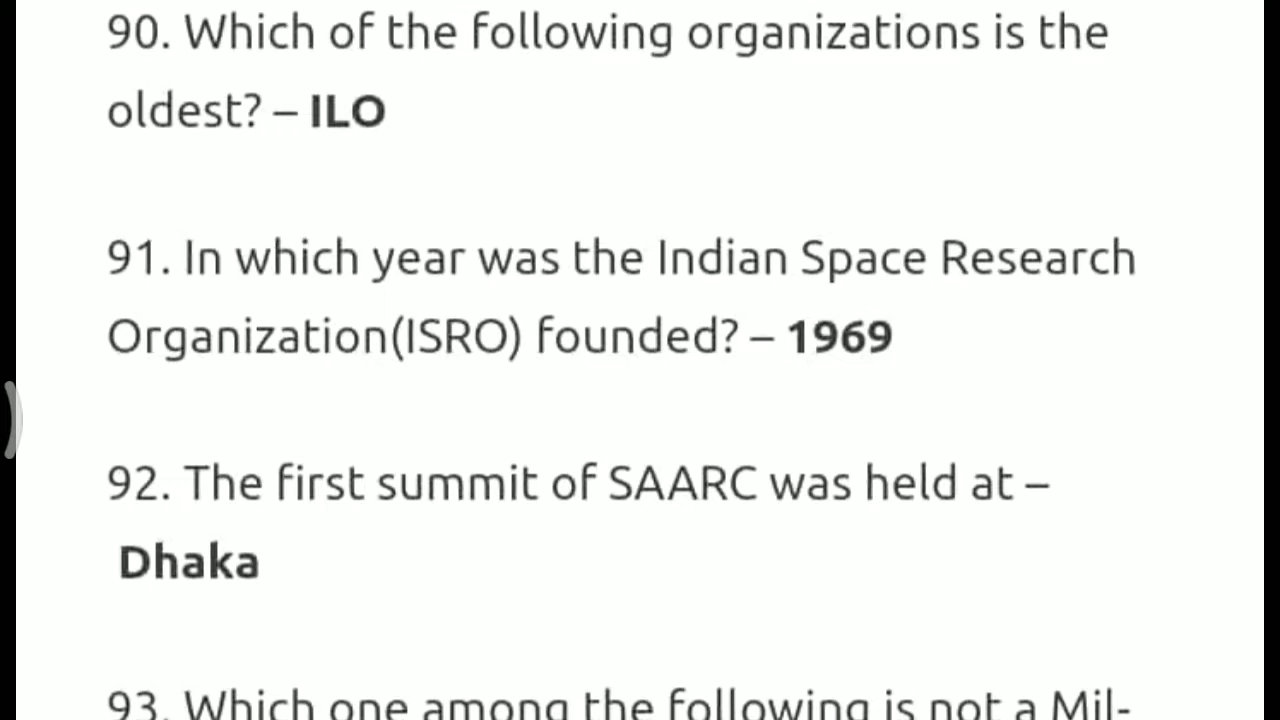 90. Which of the following organizations is the
oldest? – ILO
91. In which year was the Indian Space Research
Organization(ISRO) founded? – 1969
92. The first summit of SAARC was held at –
Dhaka
93. Which one among the following is not a Mil-